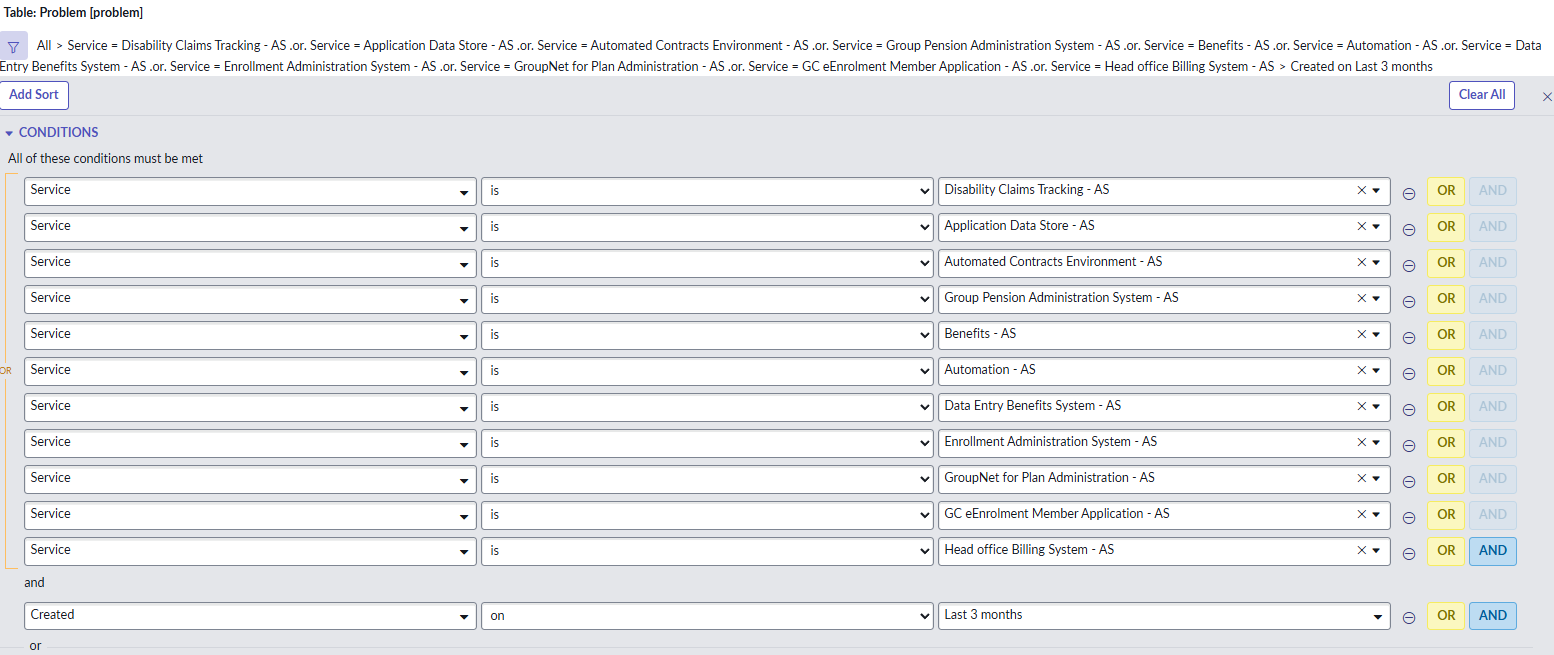 Table: Problem [problem]
All > Service = Disability Claims Tracking - AS .or. Service = Application Data Store - AS .or. Service = Automated Contracts Environment - AS .or. Service = Group Pension Administration System - AS .or. Service = Benefits - AS .or. Service = Automation - AS .or. Service = Data
Entry Benefits System - AS .or. Service = Enrollment Administration System - AS .or. Service = GroupNet for Plan Administration - AS .or. Service = GC eEnrolment Member Application - AS .or. Service = Head office Billing System - AS > Created on Last 3 months
Add Sort Clear All
CONDITIONS
All of these conditions must be met
Service is Disability Claims Tracking - AS OR AND
Service is Application Data Store - AS OR AND
Service is Automated Contracts Environment - AS OR AND
Service is Group Pension Administration System - AS OR AND
Service is Benefits - AS OR AND
OR Service is Automation - AS OR AND
Service is Data Entry Benefits System - AS OR AND
Service is Enrollment Administration System - AS OR AND
Service is GroupNet for Plan Administration - AS OR AND
Service is GC eEnrolment Member Application - AS OR AND
Service is Head office Billing System - AS OR AND
and
Created on Last 3 months OR AND
or